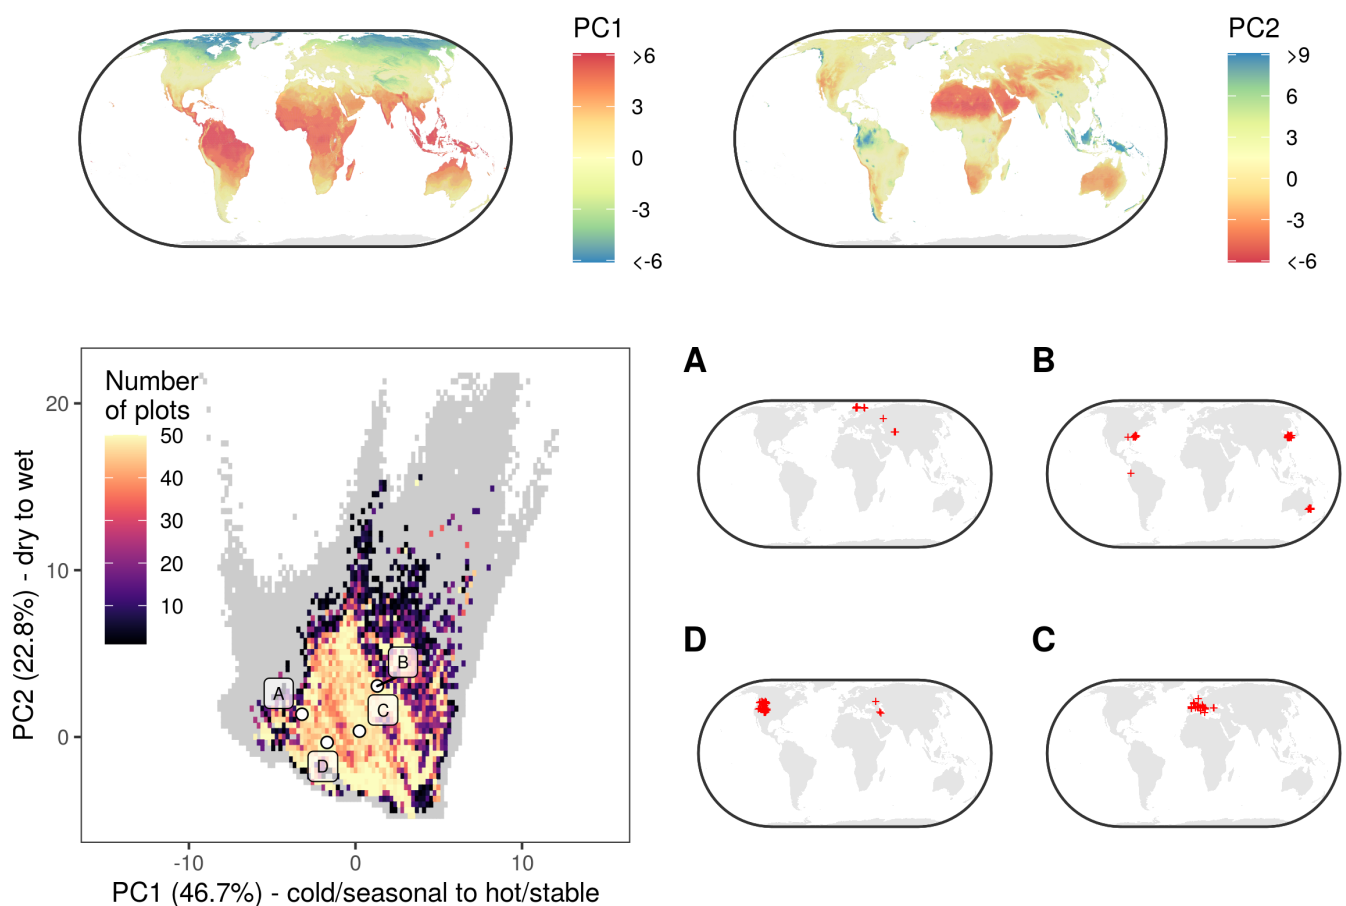 PC1
>6
3
0
-3
<-6
PC2
>9
6
3
0
-3
<-6
Number
of plots
50
40
30
20
10
20
10
0
PC2 (22.8%) - dry to wet
A
B
C
D
-10
0
10
PC1 (46.7%) - cold/seasonal to hot/stable
A
B
D
C